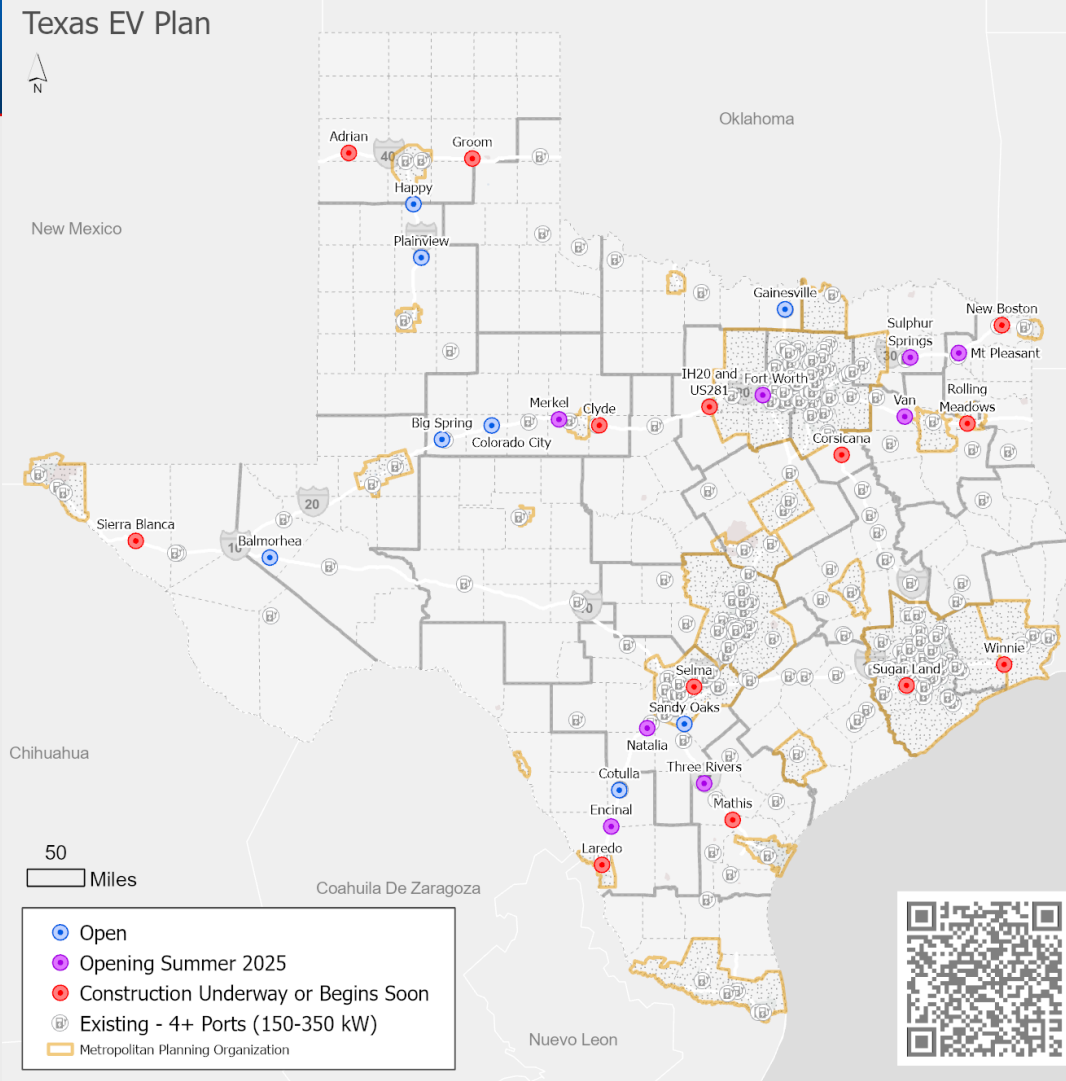 Texas EV Plan
N
Oklahoma
Adrian
40
Groom
Happy
New Mexico
Plainview
Gainesville
New Boston
Sulphur
Springs
30
Mt Pleasant
IH20 and
US281
Fort Worth
Rolling
Meadows
Van
Merkel
Clyde
Big Spring
Colorado City
Corsicana
20
Sierra Blanca
10
Balmorhea
Winnie
Selma
Sugar Land
Sandy Oaks
Natalia
Chihuahua
Three Rivers
Cotulla
Mathis
Encinal
Laredo
50
Miles
Coahuila De Zaragoza
Open
Opening Summer 2025
Construction Underway or Begins Soon
Existing - 4+ Ports (150-350 kW)
Metropolitan Planning Organization
Nuevo Leon